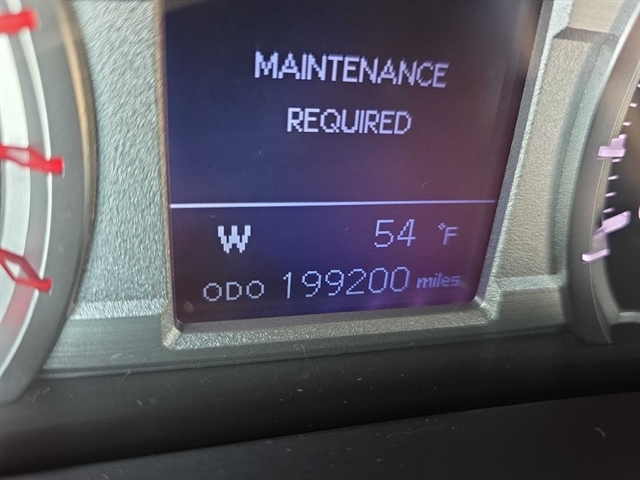 MAINTENANCE
REQUIRED
W 54 °F
ODO 199200 miles